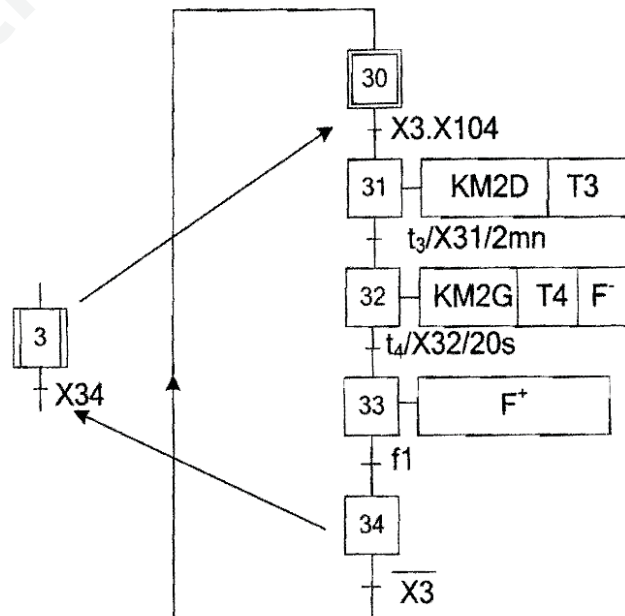 30
X3.X104
31 KM2D T3
t₃/X31/2mn
32 KM2G T4 F⁻
3
t₄/X32/20s
X34
33 F⁺
f1
34
X̅3̅